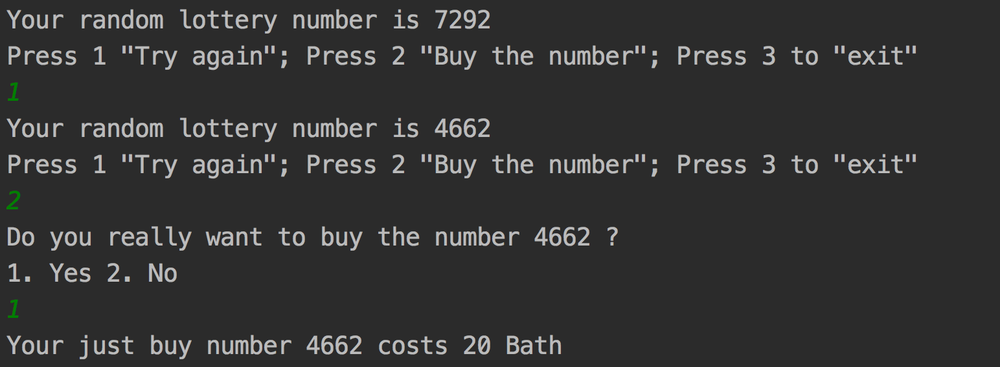 Your random lottery number is 7292
Press 1 "Try again"; Press 2 "Buy the number"; Press 3 to "exit"
1
Your random lottery number is 4662
Press 1 "Try again"; Press 2 "Buy the number"; Press 3 to "exit"
2
Do you really want to buy the number 4662 ?
1. Yes 2. No
1
Your just buy number 4662 costs 20 Bath